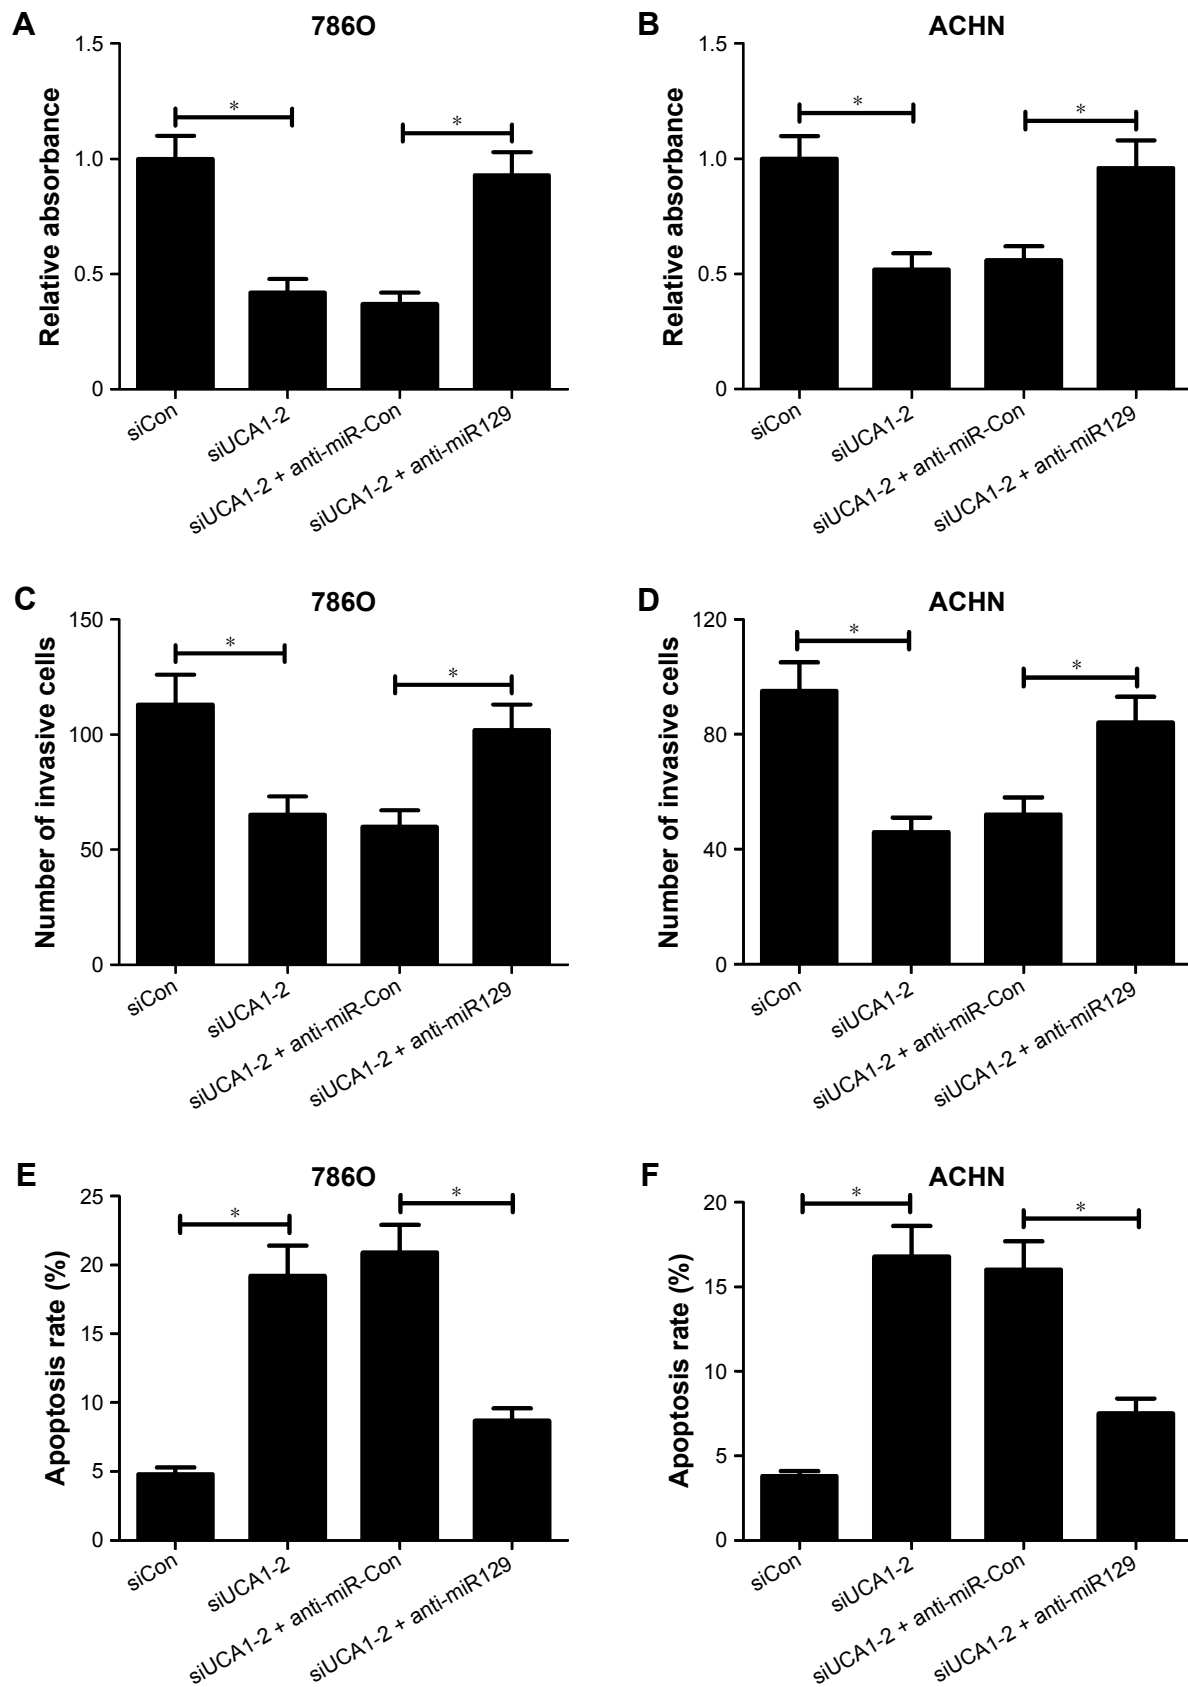 A
786O
Relative absorbance
1.5
1.0
0.5
0
*
*
siCon
siUCA1-2
siUCA1-2 + anti-miR-Con
siUCA1-2 + anti-miR129
B
ACHN
Relative absorbance
1.5
1.0
0.5
0
*
*
siCon
siUCA1-2
siUCA1-2 + anti-miR-Con
siUCA1-2 + anti-miR129
C
786O
Number of invasive cells
150
100
50
0
*
*
siCon
siUCA1-2
siUCA1-2 + anti-miR-Con
siUCA1-2 + anti-miR129
D
ACHN
Number of invasive cells
120
80
40
0
*
*
siCon
siUCA1-2
siUCA1-2 + anti-miR-Con
siUCA1-2 + anti-miR129
E
786O
Apoptosis rate (%)
25
20
15
10
5
0
*
*
siCon
siUCA1-2
siUCA1-2 + anti-miR-Con
siUCA1-2 + anti-miR129
F
ACHN
Apoptosis rate (%)
20
15
10
5
0
*
*
siCon
siUCA1-2
siUCA1-2 + anti-miR-Con
siUCA1-2 + anti-miR129